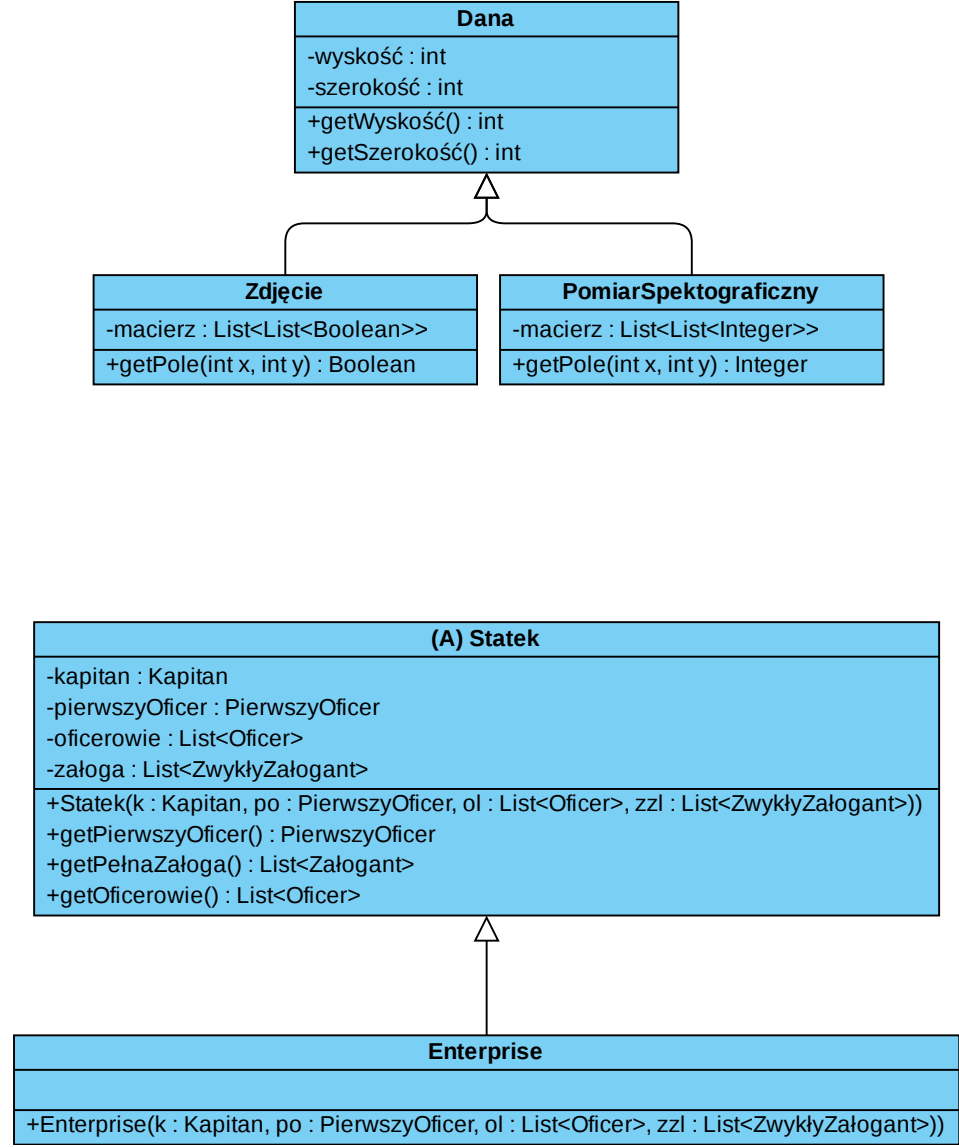 Dana
-wyskość : int
-szerokość : int
+getWyskość() : int
+getSzerokość() : int
Zdjęcie
-macierz : List<List<Boolean>>
+getPole(int x, int y) : Boolean
PomiarSpektograficzny
-macierz : List<List<Integer>>
+getPole(int x, int y) : Integer
(A) Statek
-kapitan : Kapitan
-pierwszyOficer : PierwszyOficer
-oficerowie : List<Oficer>
-załoga : List<ZwykłyZałogant>
+Statek(k : Kapitan, po : PierwszyOficer, ol : List<Oficer>, zzl : List<ZwykłyZałogant>))
+getPierwszyOficer() : PierwszyOficer
+getPełnaZałoga() : List<Załogant>
+getOficerowie() : List<Oficer>
Enterprise
+Enterprise(k : Kapitan, po : PierwszyOficer, ol : List<Oficer>, zzl : List<ZwykłyZałogant>))